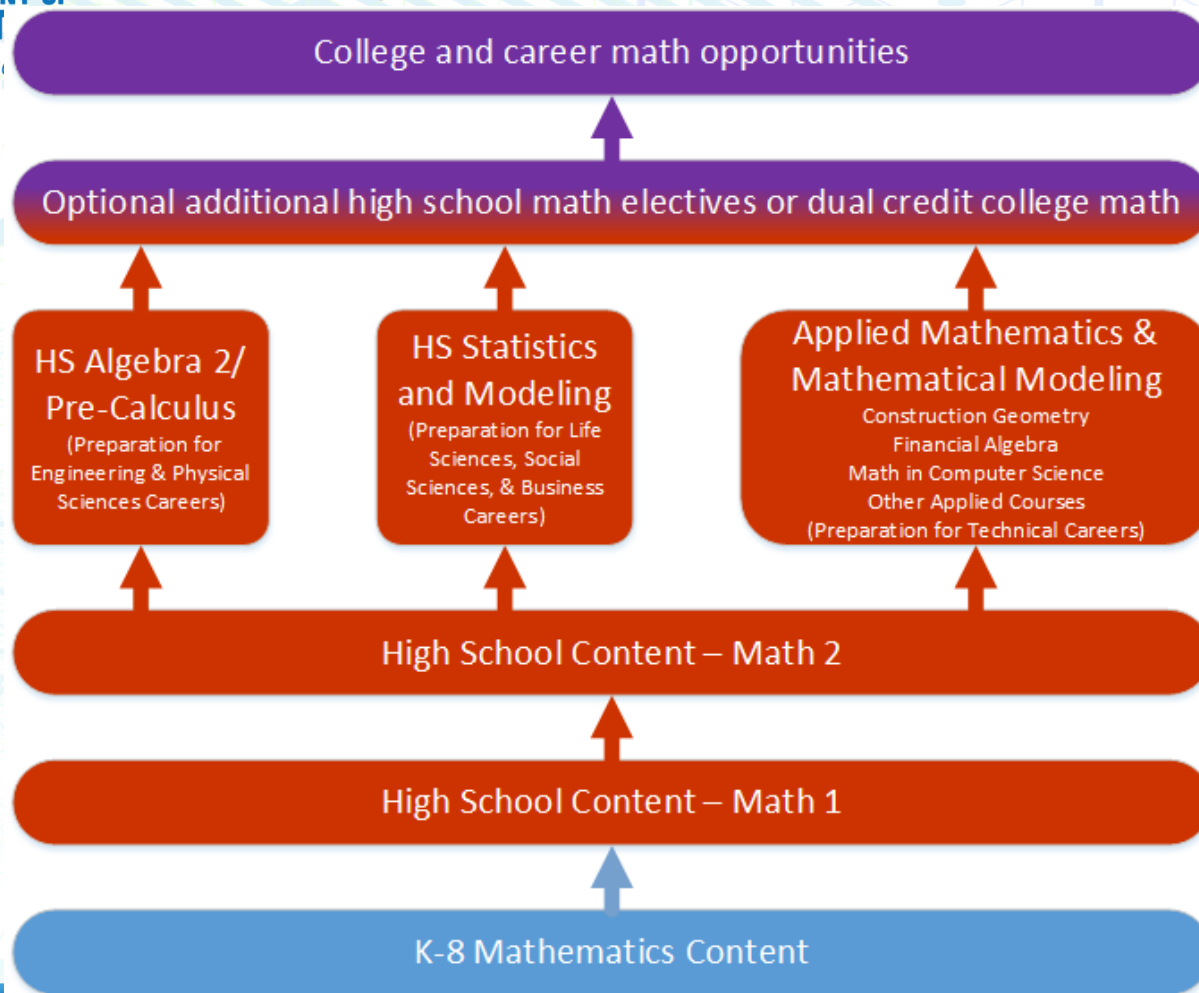 College and career math opportunities
Optional additional high school math electives or dual credit college math
HS Algebra 2/
Pre-Calculus
(Preparation for
Engineering & Physical
Sciences Careers)
HS Statistics
and Modeling
(Preparation for Life
Sciences, Social
Sciences, & Business
Careers)
Applied Mathematics &
Mathematical Modeling
Construction Geometry
Financial Algebra
Math in Computer Science
Other Applied Courses
(Preparation for Technical Careers)
High School Content – Math 2
High School Content – Math 1
K-8 Mathematics Content